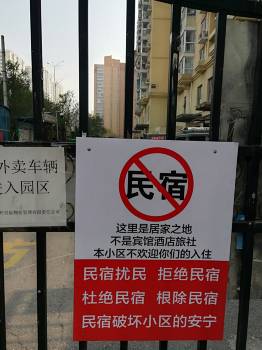 外卖车辆
进入园区
民宿
这里是居家之地
不是宾馆酒店旅社
本小区不欢迎你们的入住
民宿扰民 拒绝民宿
杜绝民宿 根除民宿
民宿破坏小区的安宁